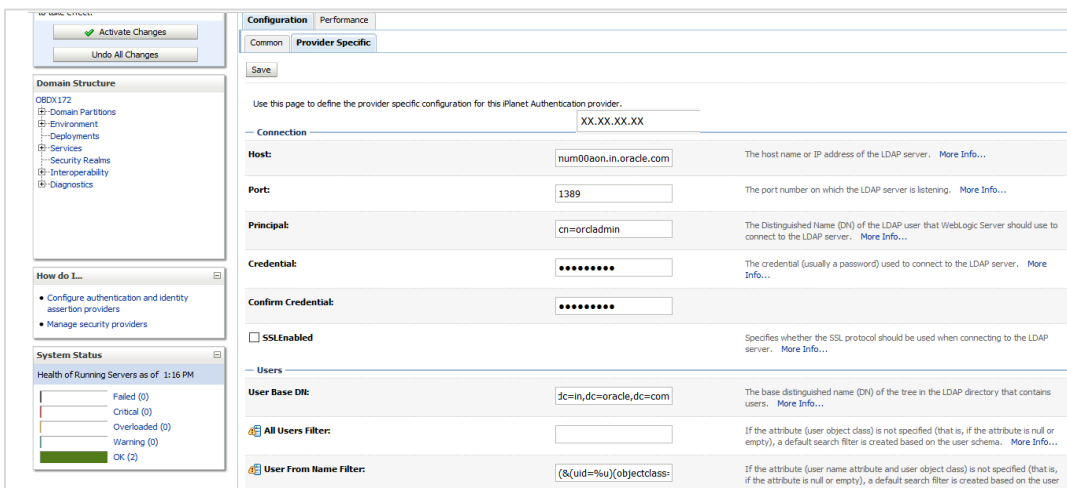 to take effect.
Activate Changes
Undo All Changes
Domain Structure
OBDX172
Domain Partitions
Environment
Deployments
Services
Security Realms
Interoperability
Diagnostics
How do I...
Configure authentication and identity
assertion providers
Manage security providers
System Status
Health of Running Servers as of 1:16 PM
Failed (0)
Critical (0)
Overloaded (0)
Warning (0)
OK (2)
Configuration Performance
Common Provider Specific
Save
Use this page to define the provider specific configuration for this iPlanet Authentication provider.
XX.XX.XX.XX
Connection
Host: num00aon.in.oracle.com The host name or IP address of the LDAP server. More Info...
Port: 1389 The port number on which the LDAP server is listening. More Info...
Principal: cn=orcladmin The Distinguished Name (DN) of the LDAP user that WebLogic Server should use to
connect to the LDAP server. More Info...
Credential: ●●●●●●●●● The credential (usually a password) used to connect to the LDAP server. More
Info...
Confirm Credential: ●●●●●●●●●
SSLEnabled Specifies whether the SSL protocol should be used when connecting to the LDAP
server. More Info...
Users
User Base DN: dc=in,dc=oracle,dc=com The base distinguished name (DN) of the tree in the LDAP directory that contains
users. More Info...
All Users Filter: If the attribute (user object class) is not specified (that is, if the attribute is null or
empty), a default search filter is created based on the user schema. More Info...
User From Name Filter: (&(uid=%u)(objectclass= If the attribute (user name attribute and user object class) is not specified (that is,
if the attribute is null or empty), a default search filter is created based on the user